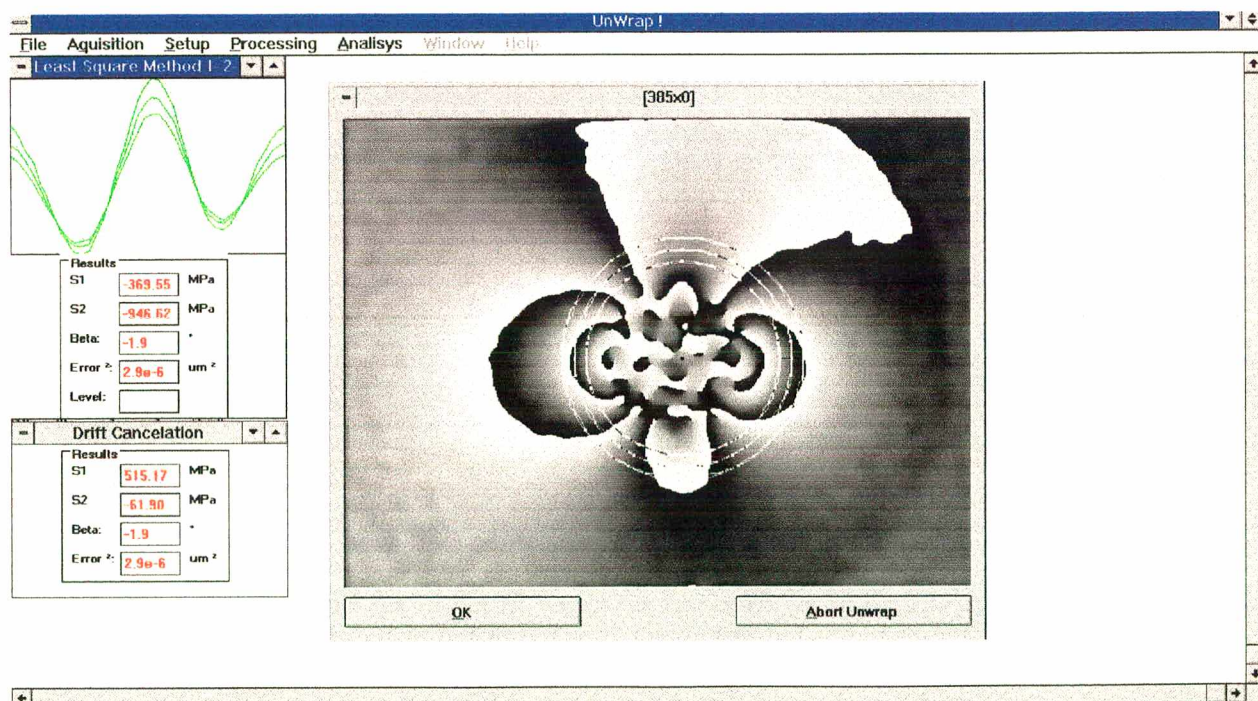 UnWrap !
File Aquisition Setup Processing Analisys Window Help
Least Square Method I- 2-
[385x0]
Results
S1 -369.55 MPa
S2 -946.62 MPa
Beta: -1.9 °
Error ²: 2.9e-6 um ²
Level:
Drift Cancelation
Results
S1 515.17 MPa
S2 -61.90 MPa
Beta: -1.9 °
Error ²: 2.9e-6 um ²
OK Abort Unwrap